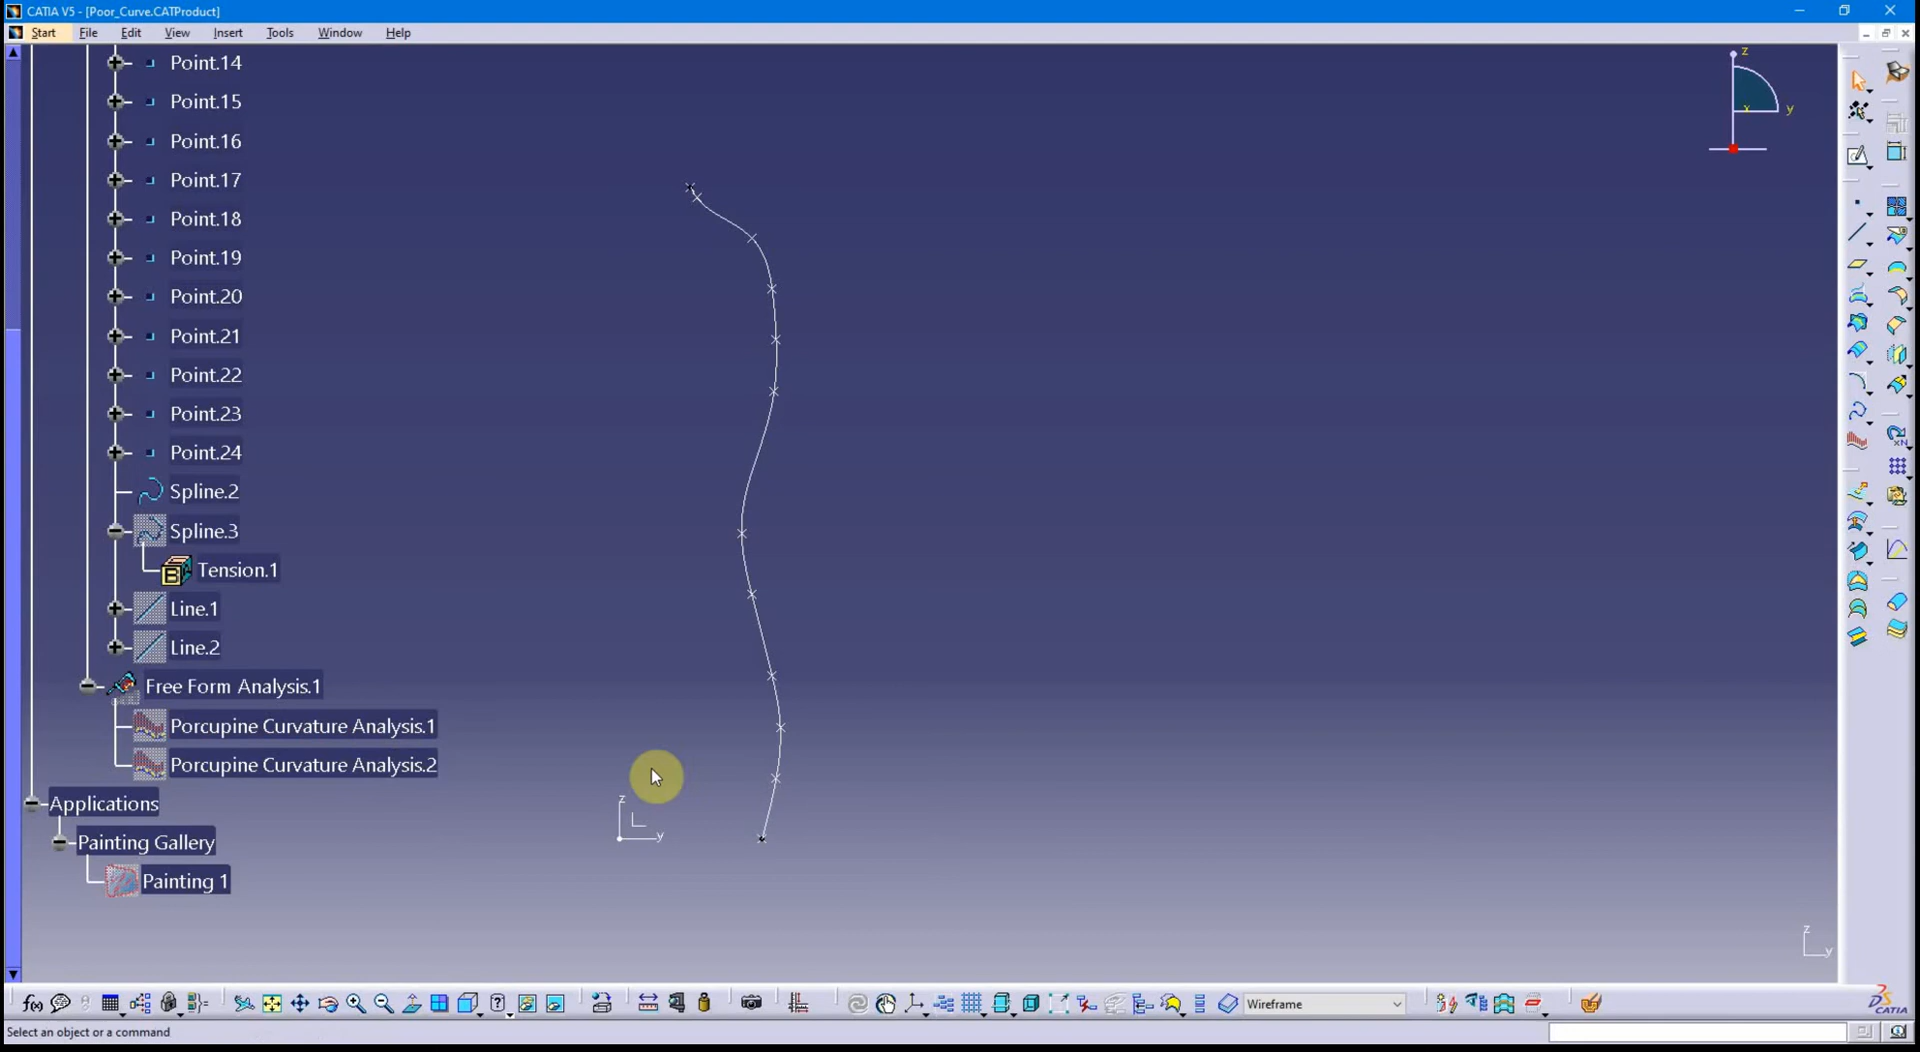 CATIA V5 - [Poor_Curve.CATProduct]
Start File Edit View Insert Tools Window Help
Point.14
Point.15
Point.16
Point.17
Point.18
Point.19
Point.20
Point.21
Point.22
Point.23
Point.24
Spline.2
Spline.3
Tension.1
Line.1
Line.2
Free Form Analysis.1
Porcupine Curvature Analysis.1
Porcupine Curvature Analysis.2
Applications
Painting Gallery
Painting 1
z
x
y
z
y
z
y
B
XN
f(x)
?
Wireframe
CATIA
Select an object or a command